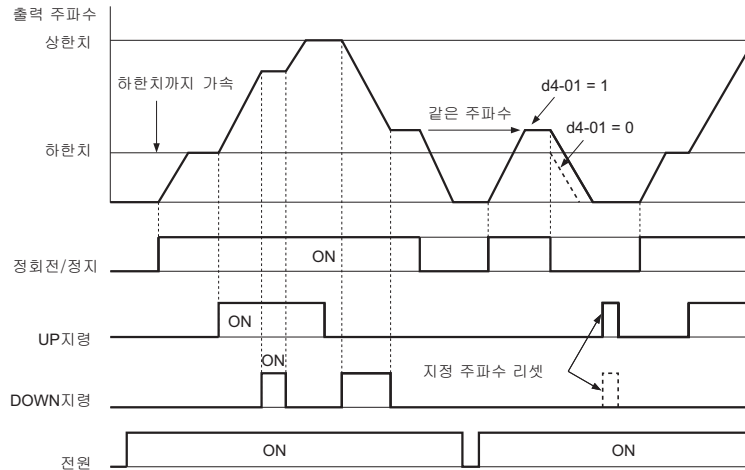 출력 주파수
상한치
하한치까지 가속
d4-01 = 1
같은 주파수
d4-01 = 0
하한치
정회전/정지
ON
UP지령
ON
ON
지정 주파수 리셋
DOWN지령
전원
ON
ON